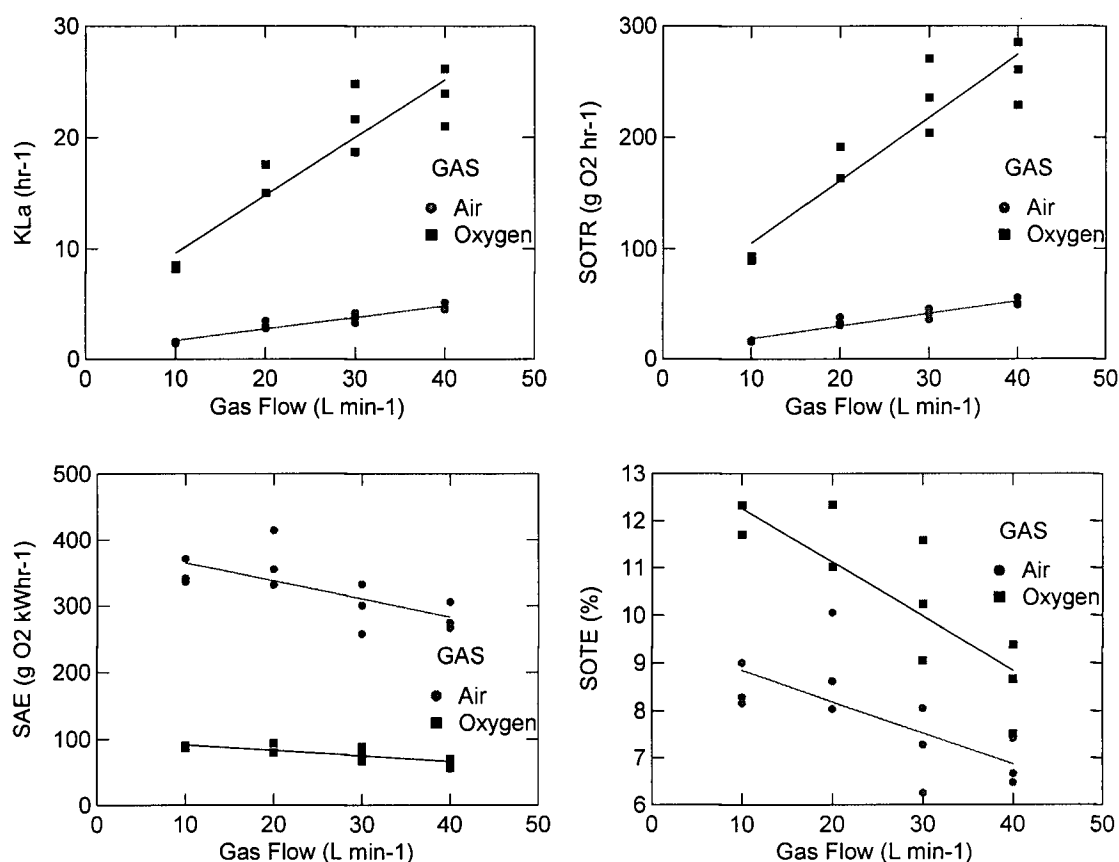 30
20
10
0
KLa (hr-1)
GAS
Air
Oxygen
0 10 20 30 40 50
Gas Flow (L min-1)
300
200
100
0
SOTR (g O2 hr-1)
GAS
Air
Oxygen
0 10 20 30 40 50
Gas Flow (L min-1)
500
400
300
200
100
0
SAE (g O2 kWhr-1)
GAS
Air
Oxygen
0 10 20 30 40 50
Gas Flow (L min-1)
13
12
11
10
9
8
7
6
SOTE (%)
GAS
Air
Oxygen
0 10 20 30 40 50
Gas Flow (L min-1)